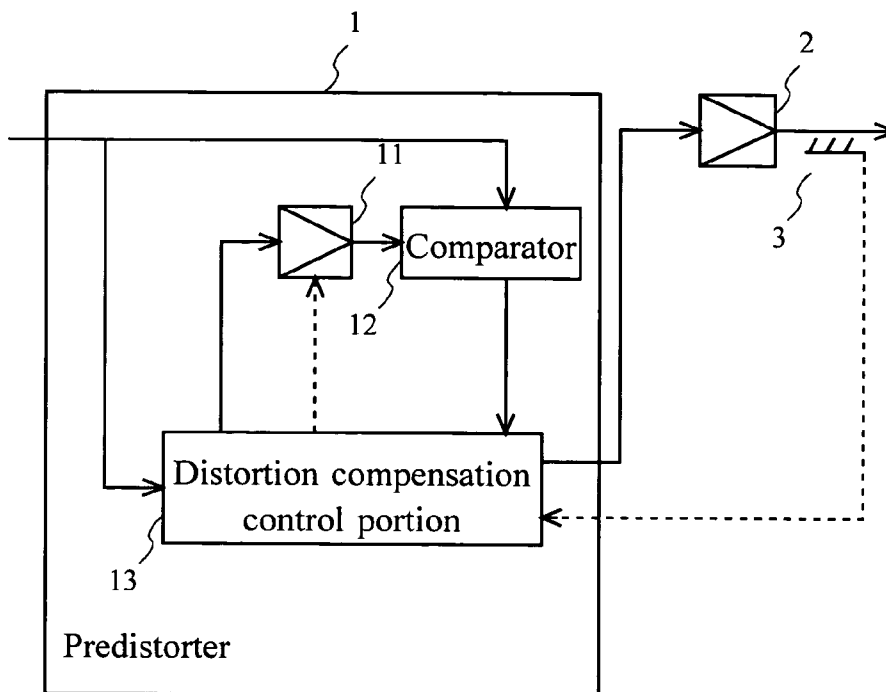 1
2
11
Comparator
3
12
Distortion compensation
control portion
13
Predistorter